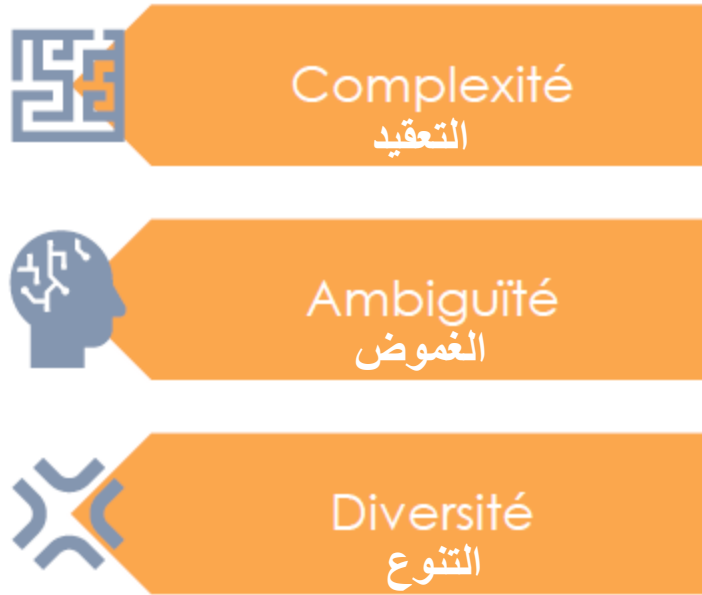 Complexité
التعقيد
Ambiguïté
الغموض
Diversité
التنوع